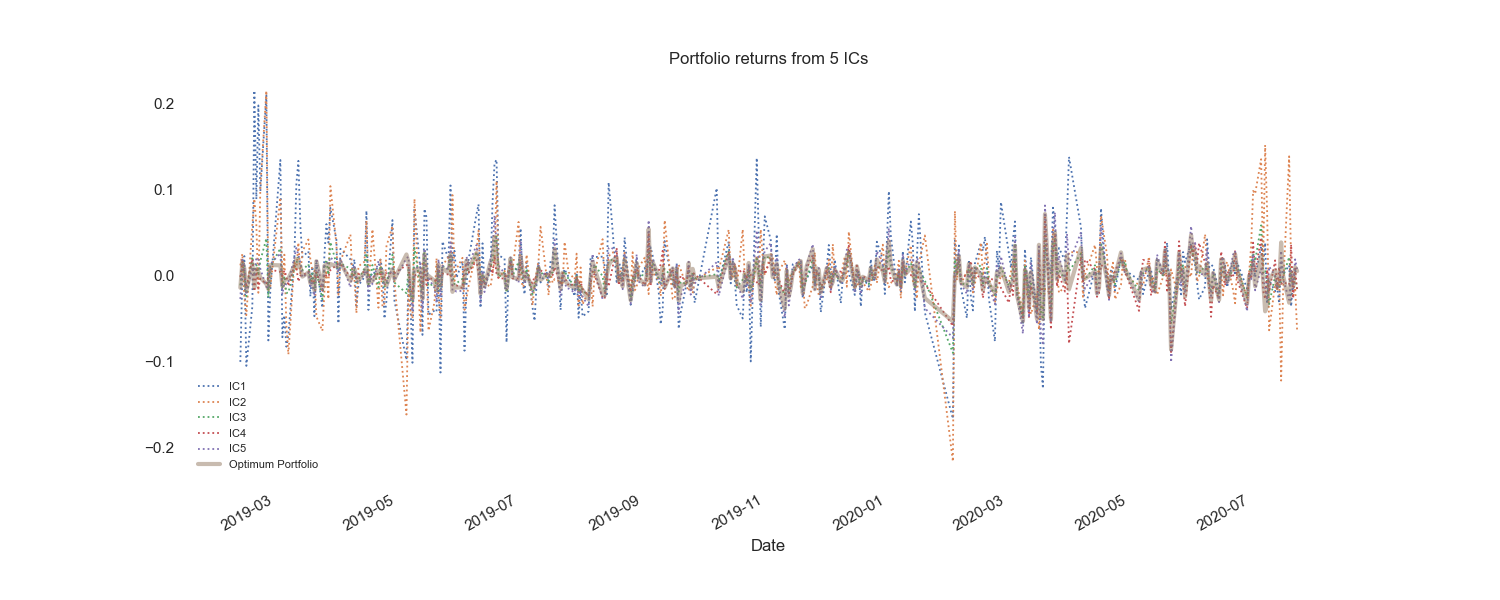 Portfolio returns from 5 ICs
0.2
0.1
0.0
−0.1
−0.2
IC1
IC2
IC3
IC4
IC5
Optimum Portfolio
2019-03
2019-05
2019-07
2019-09
2019-11
2020-01
2020-03
2020-05
2020-07
Date